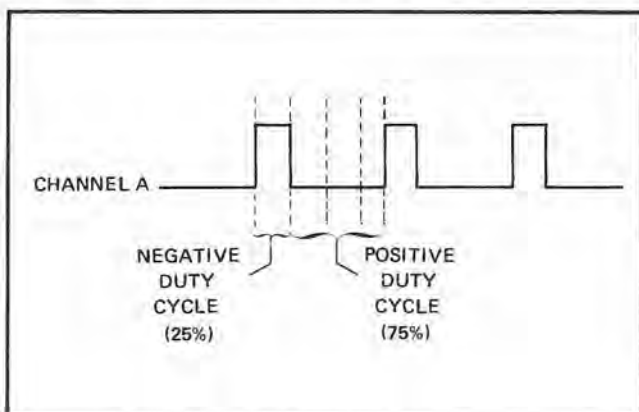 CHANNEL A
NEGATIVE
DUTY
CYCLE
(25%)
POSITIVE
DUTY
CYCLE
(75%)